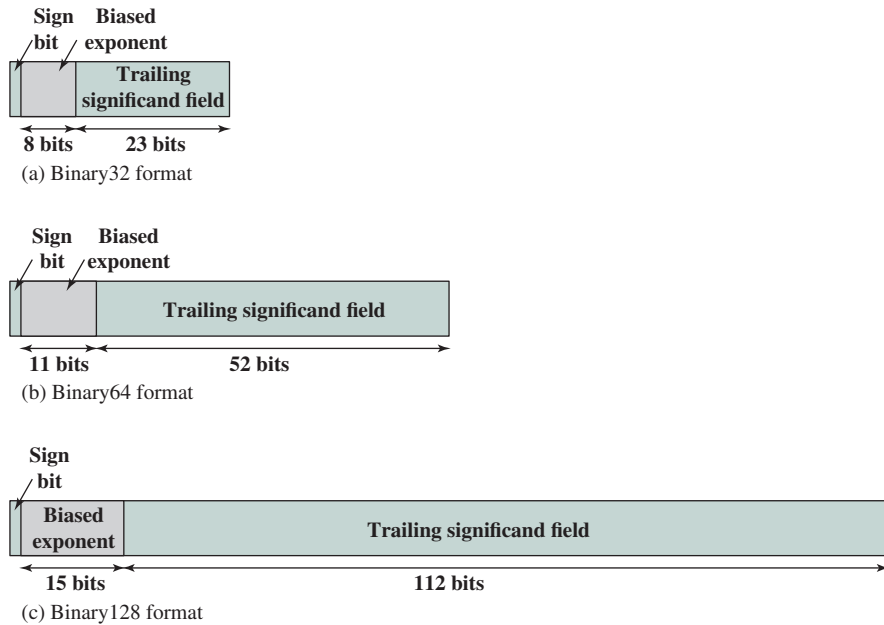 Sign Biased
bit exponent
Trailing
significand field
8 bits 23 bits
(a) Binary32 format
Sign Biased
bit exponent
Trailing significand field
11 bits 52 bits
(b) Binary64 format
Sign
bit
Biased
exponent
Trailing significand field
15 bits 112 bits
(c) Binary128 format